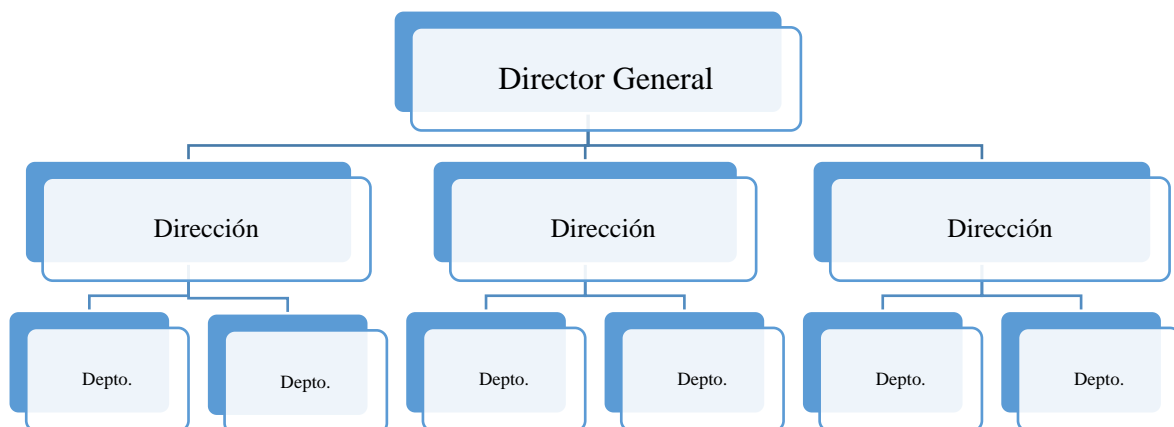 Director General
Dirección
Dirección
Dirección
Depto.
Depto.
Depto.
Depto.
Depto.
Depto.